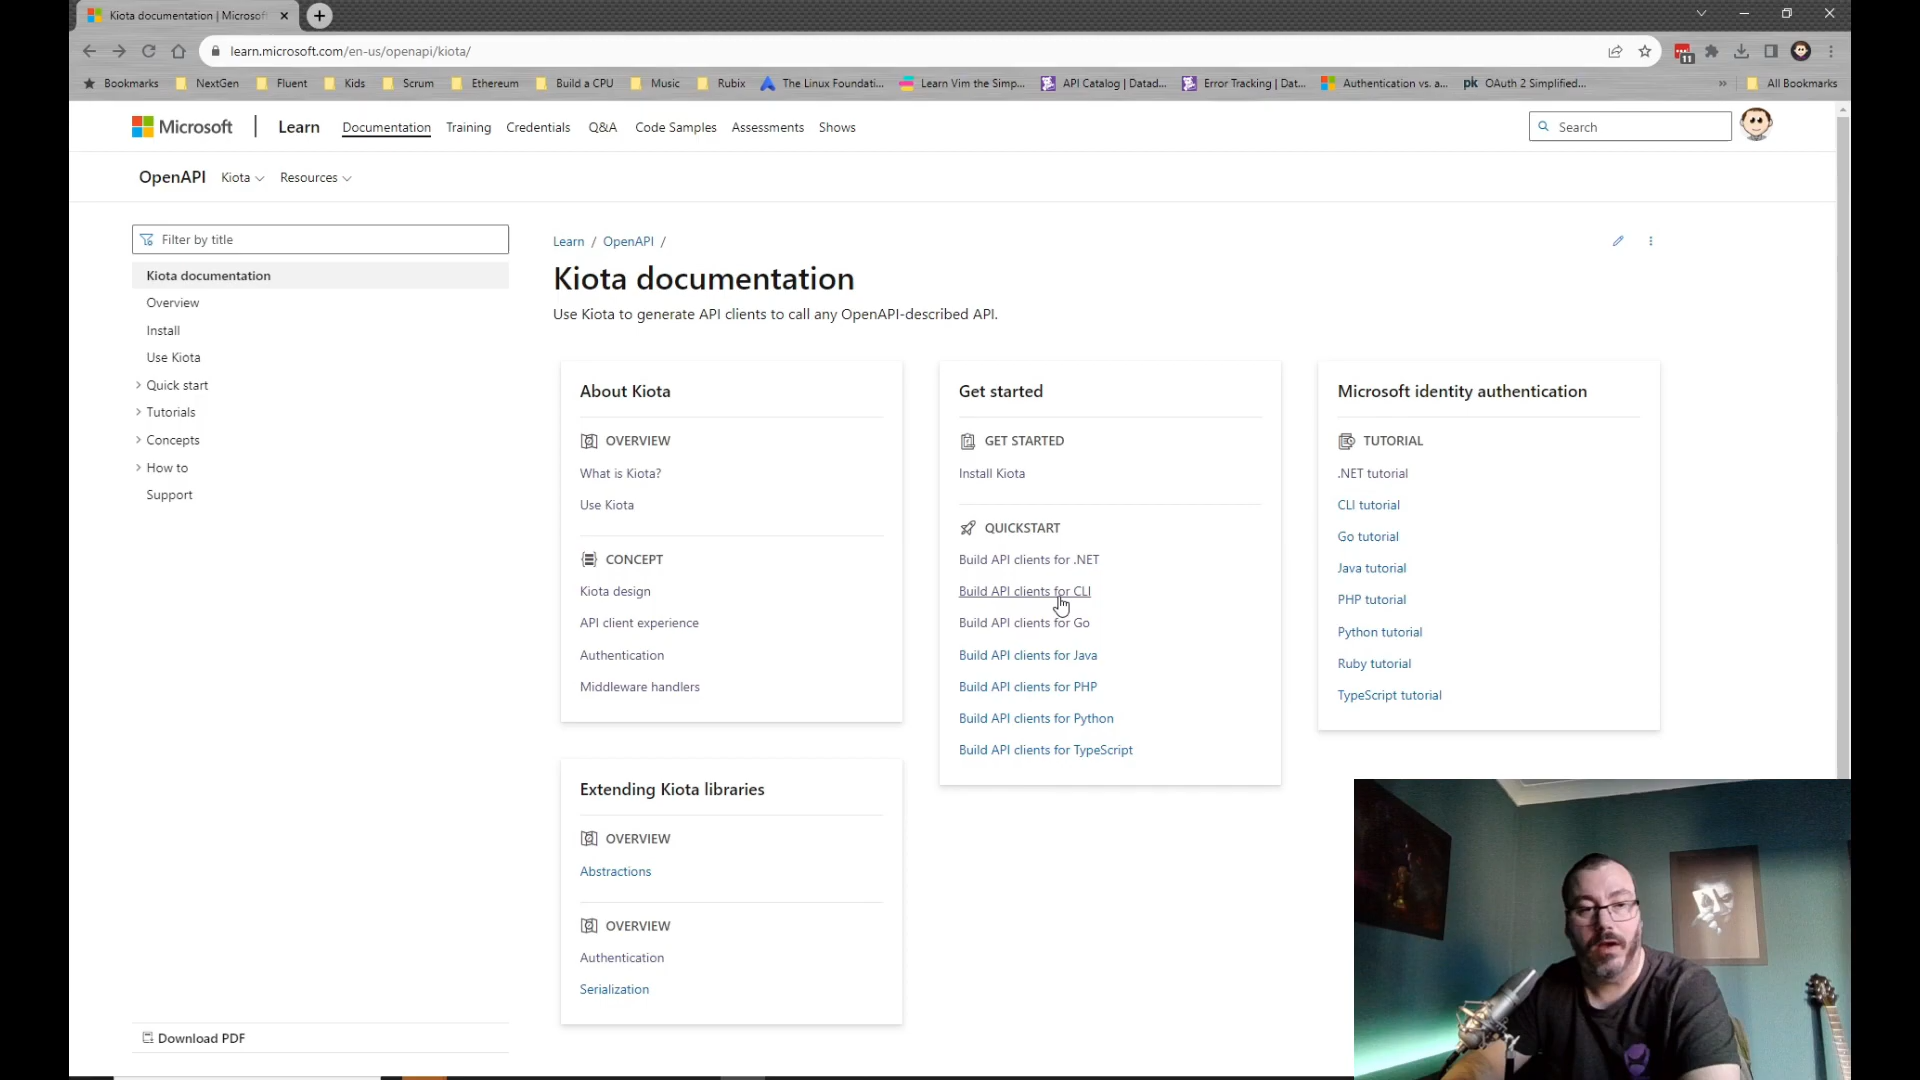 Kiota documentation | Microsof
learn.microsoft.com/en-us/openapi/kiota/
11
Bookmarks NextGen Fluent Kids Scrum Ethereum Build a CPU Music Rubix The Linux Foundati... Learn Vim the Simp... API Catalog | Datad... Error Tracking | Dat... Authentication vs. a... pk OAuth 2 Simplified... » All Bookmarks
Microsoft Learn Documentation Training Credentials Q&A Code Samples Assessments Shows Search
OpenAPI Kiota Resources
Filter by title
Kiota documentation
Overview
Install
Use Kiota
Quick start
Tutorials
Concepts
How to
Support
Download PDF
Learn / OpenAPI /
Kiota documentation
Use Kiota to generate API clients to call any OpenAPI-described API.
About Kiota
OVERVIEW
What is Kiota?
Use Kiota
CONCEPT
Kiota design
API client experience
Authentication
Middleware handlers
Get started
GET STARTED
Install Kiota
QUICKSTART
Build API clients for .NET
Build API clients for CLI
Build API clients for Go
Build API clients for Java
Build API clients for PHP
Build API clients for Python
Build API clients for TypeScript
Microsoft identity authentication
TUTORIAL
.NET tutorial
CLI tutorial
Go tutorial
Java tutorial
PHP tutorial
Python tutorial
Ruby tutorial
TypeScript tutorial
Extending Kiota libraries
OVERVIEW
Abstractions
OVERVIEW
Authentication
Serialization